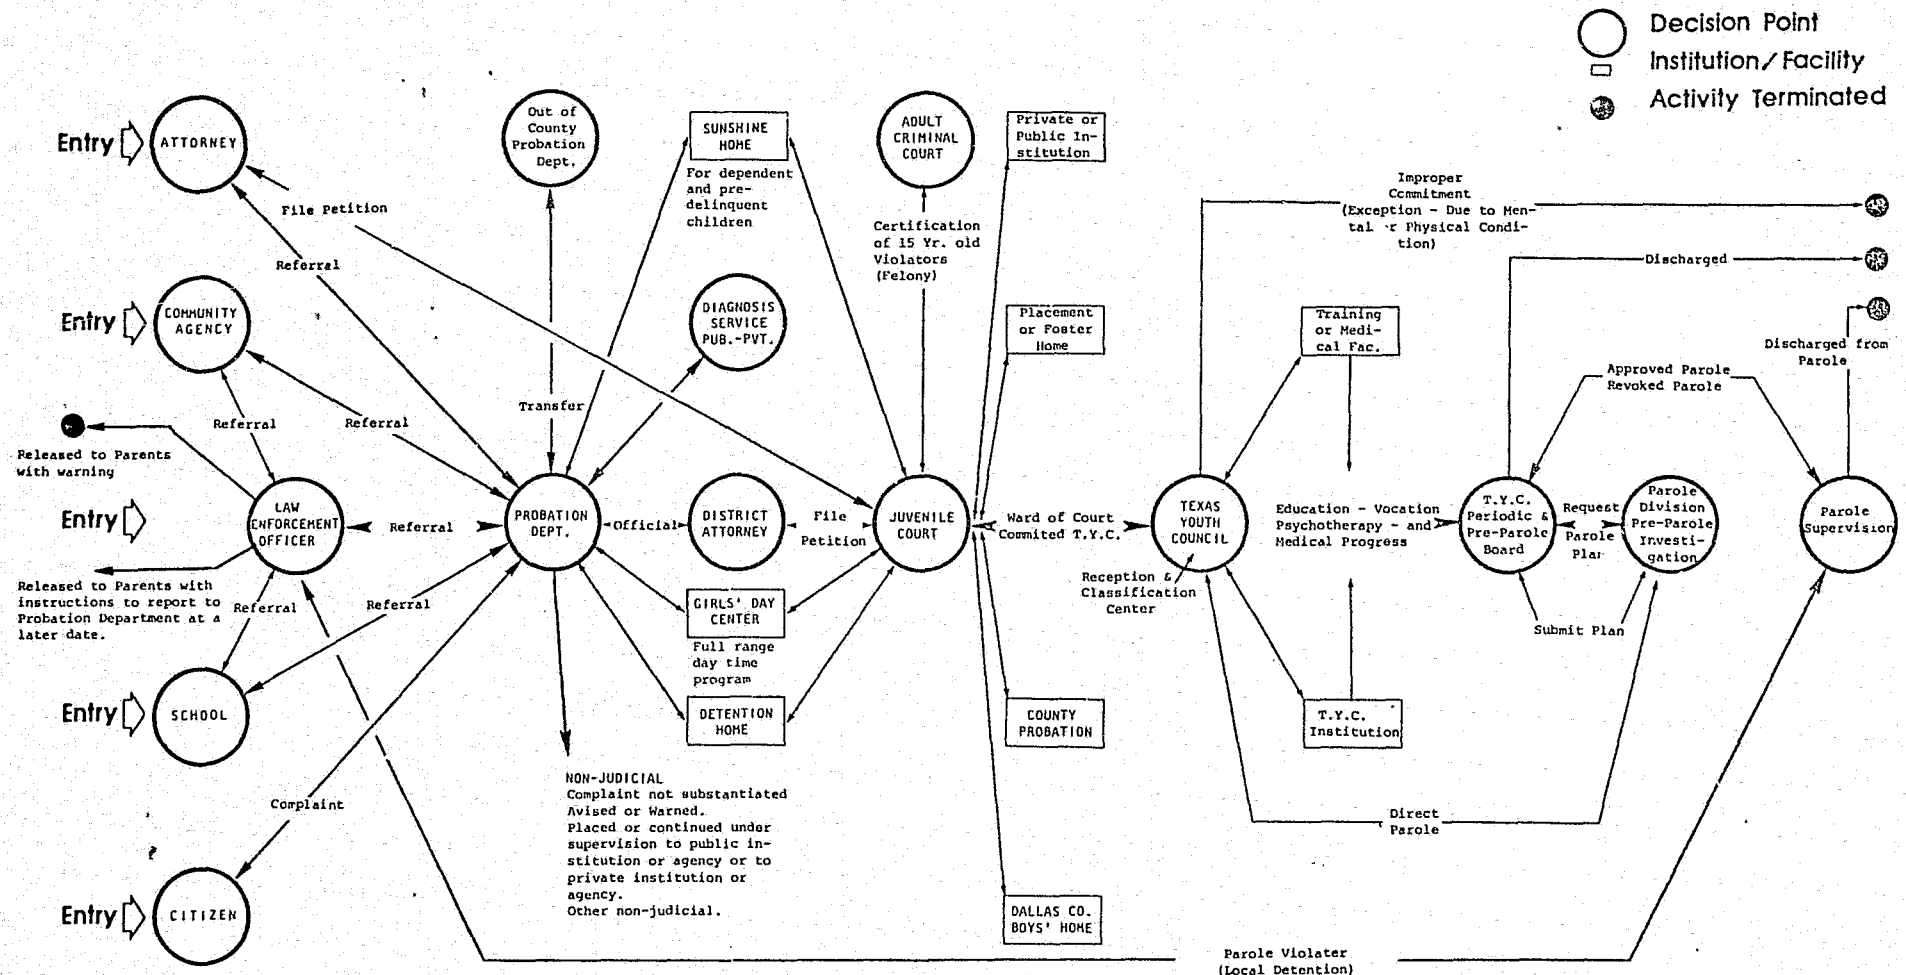 Decision Point
Institution/Facility
Activity Terminated
Entry
ATTORNEY
Out of
County
Probation
Dept.
SUNSHINE
HOME
For dependent
and pre-
delinquent
children
ADULT
CRIMINAL
COURT
Private or
Public In-
stitution
File Petition
Referral
Certification
of 15 Yr. old
Violators
(Felony)
Improper
Commitment
(Exception - Due to Men-
tal or Physical Condi-
tion)
Discharged
Entry
COMMUNITY
AGENCY
DIAGNOSIS
SERVICE
PUB.-PVT.
Placement
or Foster
Home
Training
or Medi-
cal Fac.
Discharged from
Parole
Approved Parole
Revoked Parole
Transfer
Referral
Referral
Released to Parents
with warning
Entry
LAW
ENFORCEMENT
OFFICER
Referral
PROBATION
DEPT.
Official
DISTRICT
ATTORNEY
File
Petition
JUVENILE
COURT
Ward of Court
Commited T.Y.C.
TEXAS
YOUTH
COUNCIL
Reception &
Classification
Center
Education - Vocation
Psychotherapy - and
Medical Progress
T.Y.C.
Periodic &
Pre-Parole
Board
Request
Parole
Plan
Parole
Division
Pre-Parole
Investi-
gation
Parole
Supervision
Submit Plan
Released to Parents with
instructions to report to
Probation Department at a
later date.
Referral
Referral
GIRLS' DAY
CENTER
Full range
day time
program
Entry
SCHOOL
DETENTION
HOME
COUNTY
PROBATION
T.Y.C.
Institution
NON-JUDICIAL
Complaint not substantiated
Avised or Warned.
Placed or continued under
supervision to public in-
stitution or agency or to
private institution or
agency.
Other non-judicial.
Complaint
Direct
Parole
Entry
CITIZEN
DALLAS CO.
BOYS' HOME
Parole Violater
(Local Detention)